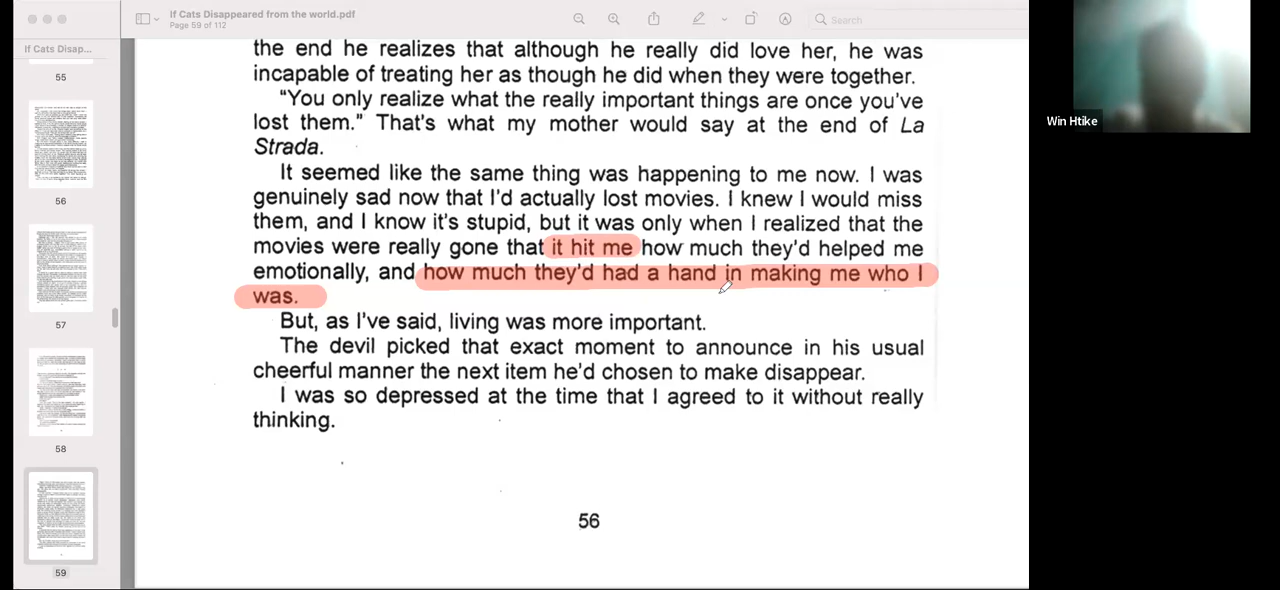 If Cats Disappeared from the world.pdf
Page 59 of 112
Search
If Cats Disap...
55
56
57
58
59
the end he realizes that although he really did love her, he was
incapable of treating her as though he did when they were together.
“You only realize what the really important things are once you’ve
lost them.” That’s what my mother would say at the end of La
Strada.
It seemed like the same thing was happening to me now. I was
genuinely sad now that I’d actually lost movies. I knew I would miss
them, and I know it’s stupid, but it was only when I realized that the
movies were really gone that it hit me how much they’d helped me
emotionally, and how much they’d had a hand in making me who I
was.
But, as I’ve said, living was more important.
The devil picked that exact moment to announce in his usual
cheerful manner the next item he’d chosen to make disappear.
I was so depressed at the time that I agreed to it without really
thinking.
56
Win Htike